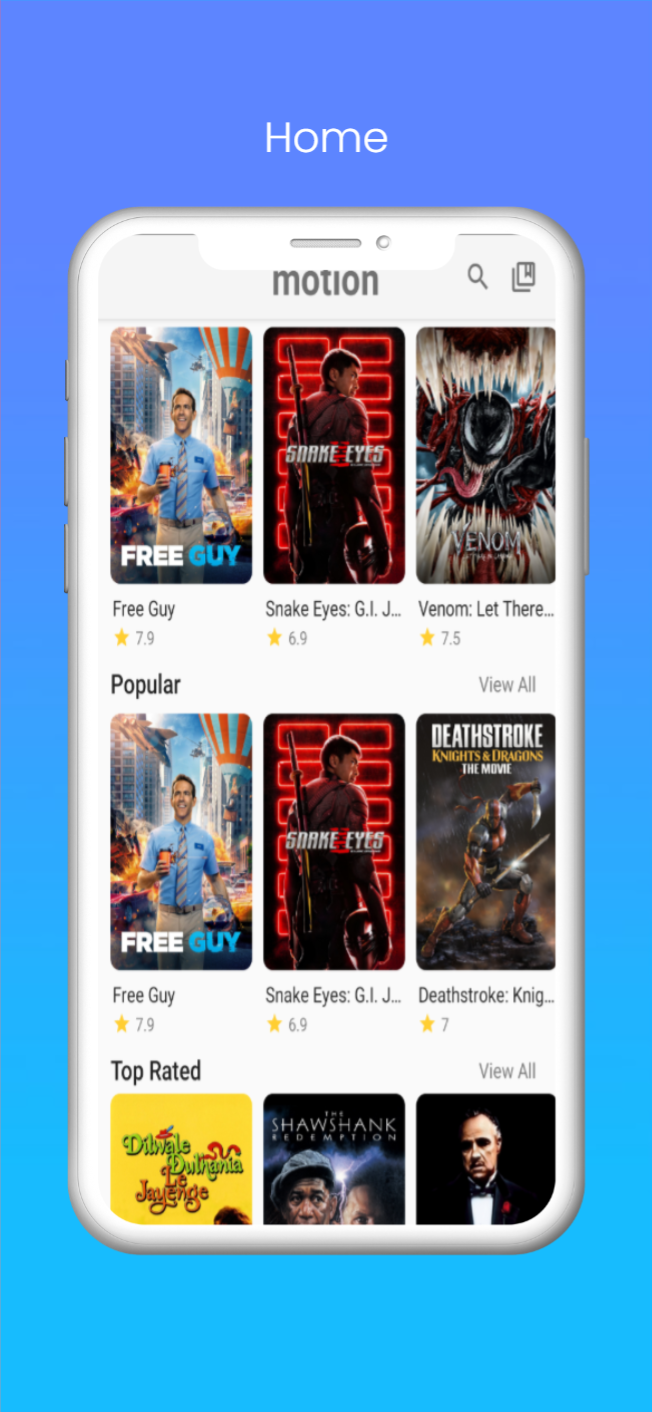 Home
motion
FREE GUY
SNAKE EYES
VENOM
Free Guy
Snake Eyes: G.I. J...
Venom: Let There...
7.9
6.9
7.5
Popular
View All
FREE GUY
SNAKE EYES
DEATHSTROKE
KNIGHTS & DRAGONS
THE MOVIE
Free Guy
Snake Eyes: G.I. J...
Deathstroke: Knig...
7.9
6.9
7
Top Rated
View All
Dilwale
Dulhania
Le
Jayenge
THE
SHAWSHANK
REDEMPTION